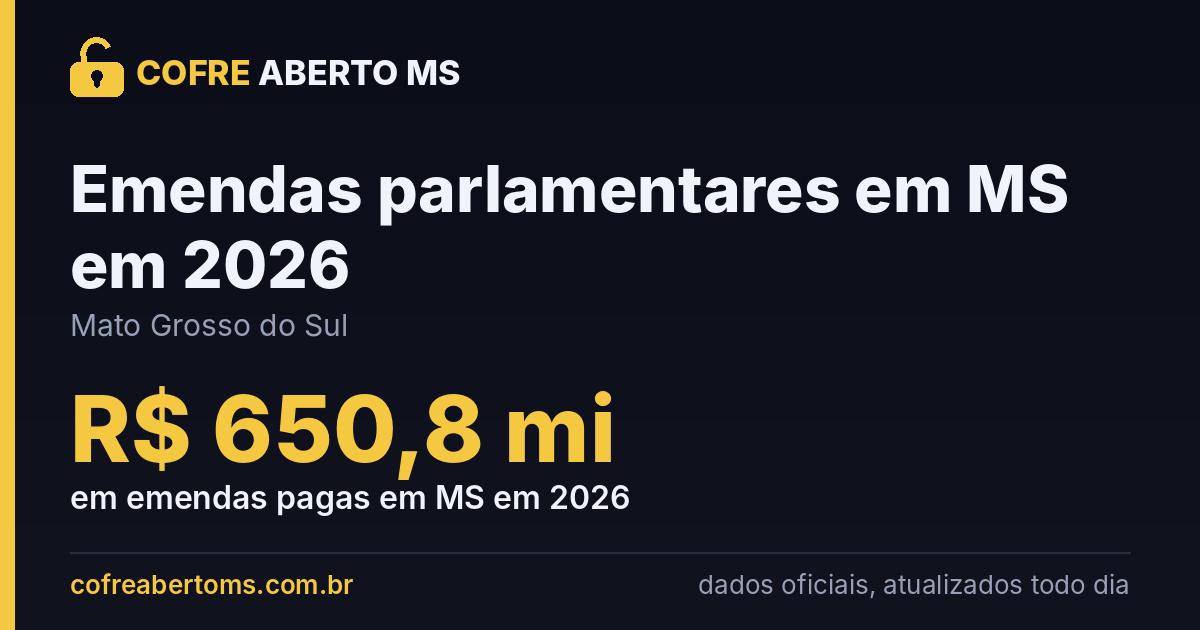 COFRE ABERTO MS
Emendas parlamentares em MS
em 2026
Mato Grosso do Sul
R$ 650,8 mi
em emendas pagas em MS em 2026
cofreabertoms.com.br
dados oficiais, atualizados todo dia